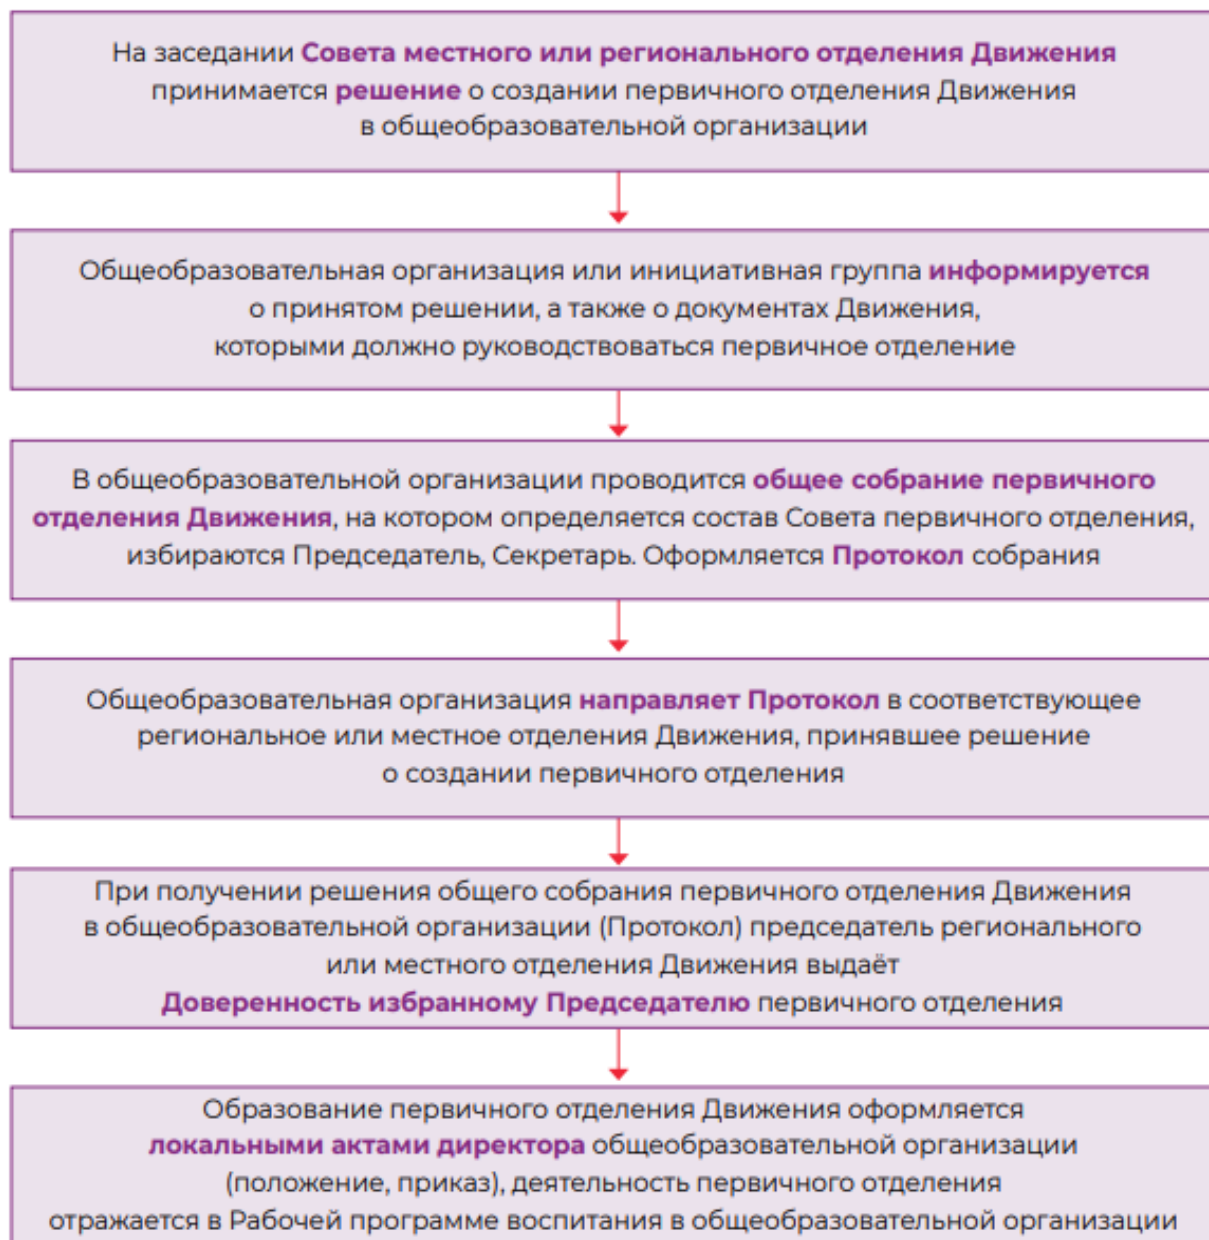 На заседании Совета местного или регионального отделения Движения
принимается решение о создании первичного отделения Движения
в общеобразовательной организации
Общеобразовательная организация или инициативная группа информируется
о принятом решении, а также о документах Движения,
которыми должно руководствоваться первичное отделение
В общеобразовательной организации проводится общее собрание первичного
отделения Движения, на котором определяется состав Совета первичного отделения,
избираются Председатель, Секретарь. Оформляется Протокол собрания
Общеобразовательная организация направляет Протокол в соответствующее
региональное или местное отделения Движения, принявшее решение
о создании первичного отделения
При получении решения общего собрания первичного отделения Движения
в общеобразовательной организации (Протокол) председатель регионального
или местного отделения Движения выдаёт
Доверенность избранному Председателю первичного отделения
Образование первичного отделения Движения оформляется
локальными актами директора общеобразовательной организации
(положение, приказ), деятельность первичного отделения
отражается в Рабочей программе воспитания в общеобразовательной организации